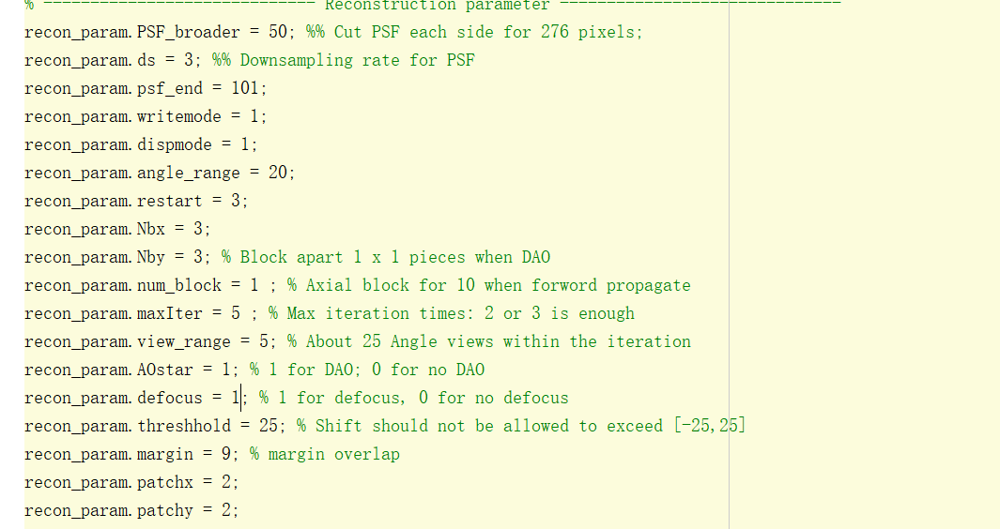 % ----------------------------- Reconstruction parameter ------------------------------
recon_param.PSF_broader = 50; %% Cut PSF each side for 276 pixels;
recon_param.ds = 3; %% Downsampling rate for PSF
recon_param.psf_end = 101;
recon_param.writemode = 1;
recon_param.dispmode = 1;
recon_param.angle_range = 20;
recon_param.restart = 3;
recon_param.Nbx = 3;
recon_param.Nby = 3; % Block apart 1 x 1 pieces when DAO
recon_param.num_block = 1 ; % Axial block for 10 when forword propagate
recon_param.maxIter = 5 ; % Max iteration times: 2 or 3 is enough
recon_param.view_range = 5; % About 25 Angle views within the iteration
recon_param.AOstar = 1; % 1 for DAO; 0 for no DAO
recon_param.defocus = 1; % 1 for defocus, 0 for no defocus
recon_param.threshhold = 25; % Shift should not be allowed to exceed [-25,25]
recon_param.margin = 9; % margin overlap
recon_param.patchx = 2;
recon_param.patchy = 2;